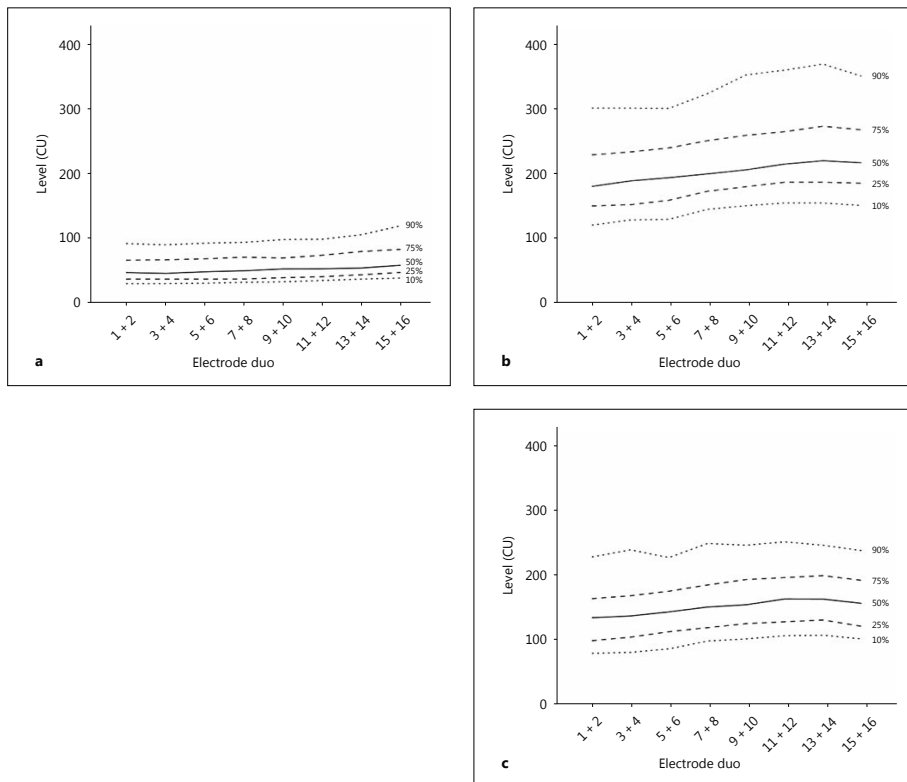 400
300
200
100
0
Level (CU)
90%
75%
50%
25%
10%
1 + 2
3 + 4
5 + 6
7 + 8
9 + 10
11 + 12
13 + 14
15 + 16
a
Electrode duo
400
300
200
100
0
Level (CU)
90%
75%
50%
25%
10%
1 + 2
3 + 4
5 + 6
7 + 8
9 + 10
11 + 12
13 + 14
15 + 16
b
Electrode duo
400
300
200
100
0
Level (CU)
90%
75%
50%
25%
10%
1 + 2
3 + 4
5 + 6
7 + 8
9 + 10
11 + 12
13 + 14
15 + 16
c
Electrode duo